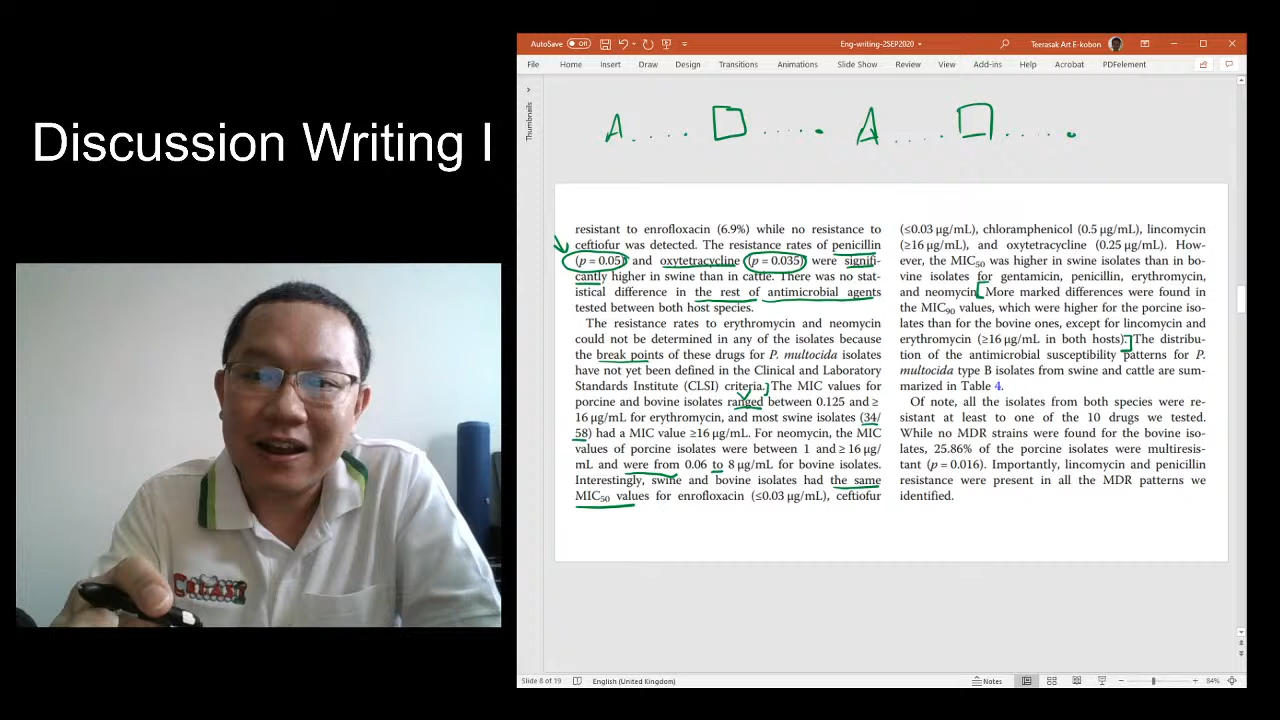 Discussion Writing I
AutoSave Off
Eng-writing-2SEP2020
Teerasak Art E-kobon
File Home Insert Draw Design Transitions Animations Slide Show Review View Add-ins Help Acrobat PDFelement
Thumbnails
A . . . . . . . . . A . . . . . . . . .
resistant to enrofloxacin (6.9%) while no resistance to
ceftiofur was detected. The resistance rates of penicillin
(p = 0.05) and oxytetracycline (p = 0.035) were signifi-
cantly higher in swine than in cattle. There was no stat-
istical difference in the rest of antimicrobial agents
tested between both host species.
The resistance rates to erythromycin and neomycin
could not be determined in any of the isolates because
the break points of these drugs for P. multocida isolates
have not yet been defined in the Clinical and Laboratory
Standards Institute (CLSI) criteria. The MIC values for
porcine and bovine isolates ranged between 0.125 and ≥
16 μg/mL for erythromycin, and most swine isolates (34/
58) had a MIC value ≥16 μg/mL. For neomycin, the MIC
values of porcine isolates were between 1 and ≥ 16 μg/
mL and were from 0.06 to 8 μg/mL for bovine isolates.
Interestingly, swine and bovine isolates had the same
MIC50 values for enrofloxacin (≤0.03 μg/mL), ceftiofur
(≤0.03 μg/mL), chloramphenicol (0.5 μg/mL), lincomycin
(≥16 μg/mL), and oxytetracycline (0.25 μg/mL). How-
ever, the MIC50 was higher in swine isolates than in bo-
vine isolates for gentamicin, penicillin, erythromycin,
and neomycin. More marked differences were found in
the MIC90 values, which were higher for the porcine iso-
lates than for the bovine ones, except for lincomycin and
erythromycin (≥16 μg/mL in both hosts). The distribu-
tion of the antimicrobial susceptibility patterns for P.
multocida type B isolates from swine and cattle are sum-
marized in Table 4.
Of note, all the isolates from both species were re-
sistant at least to one of the 10 drugs we tested.
While no MDR strains were found for the bovine iso-
lates, 25.86% of the porcine isolates were multiresis-
tant (p = 0.016). Importantly, lincomycin and penicillin
resistance were present in all the MDR patterns we
identified.
Slide 8 of 19 English (United Kingdom) Notes 84%